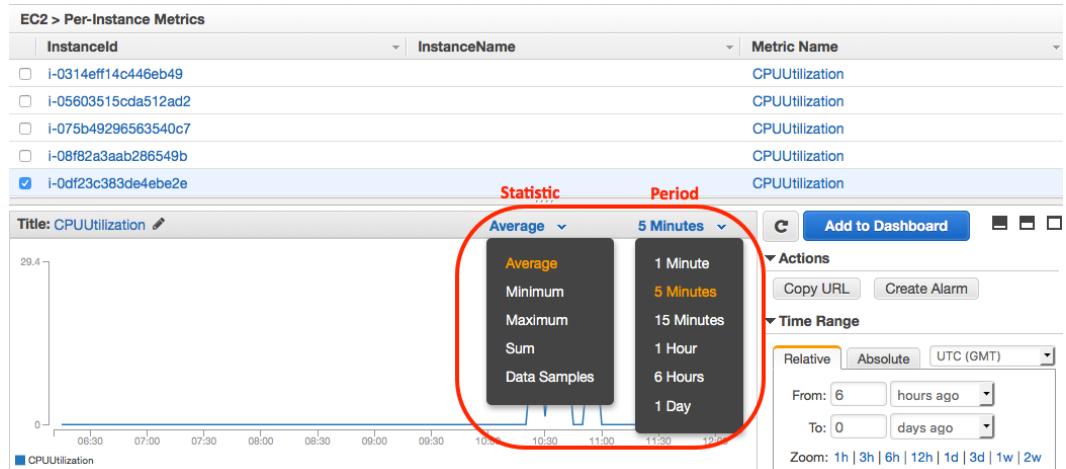 EC2 > Per-Instance Metrics
InstanceId InstanceName Metric Name
i-0314eff14c446eb49 CPUUtilization
i-05603515cda512ad2 CPUUtilization
i-075b49296563540c7 CPUUtilization
i-08f82a3aab286549b CPUUtilization
i-0df23c383de4ebe2e CPUUtilization
Statistic Period
Title: CPUUtilization Average 5 Minutes Add to Dashboard
29.4
Average 1 Minute
Minimum 5 Minutes
Maximum 15 Minutes
Sum 1 Hour
Data Samples 6 Hours
1 Day
Actions
Copy URL Create Alarm
Time Range
Relative Absolute UTC (GMT)
From: 6 hours ago
To: 0 days ago
Zoom: 1h | 3h | 6h | 12h | 1d | 3d | 1w | 2w
0
06:30 07:00 07:30 08:00 08:30 09:00 09:30 10:00 10:30 11:00 11:30 12:00
CPUUtilization